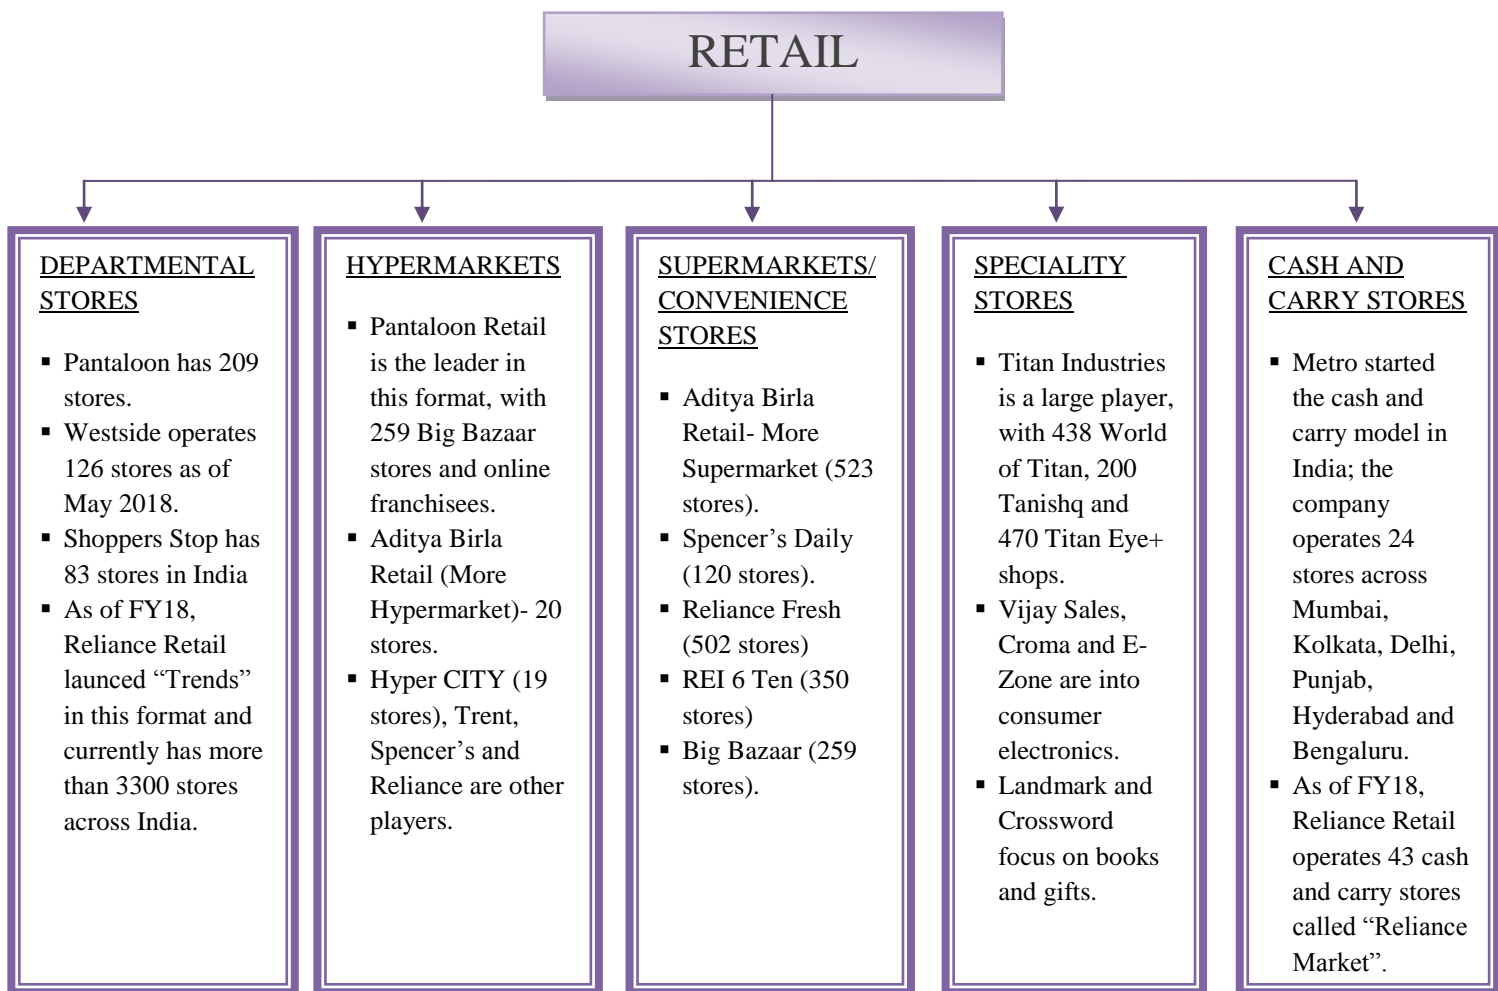 RETAIL
DEPARTMENTAL
STORES
▪ Pantaloon has 209
stores.
▪ Westside operates
126 stores as of
May 2018.
▪ Shoppers Stop has
83 stores in India
▪ As of FY18,
Reliance Retail
launced “Trends”
in this format and
currently has more
than 3300 stores
across India.
HYPERMARKETS
▪ Pantaloon Retail
is the leader in
this format, with
259 Big Bazaar
stores and online
franchisees.
▪ Aditya Birla
Retail (More
Hypermarket)- 20
stores.
▪ Hyper CITY (19
stores), Trent,
Spencer’s and
Reliance are other
players.
SUPERMARKETS/
CONVENIENCE
STORES
▪ Aditya Birla
Retail- More
Supermarket (523
stores).
▪ Spencer’s Daily
(120 stores).
▪ Reliance Fresh
(502 stores)
▪ REI 6 Ten (350
stores)
▪ Big Bazaar (259
stores).
SPECIALITY
STORES
▪ Titan Industries
is a large player,
with 438 World
of Titan, 200
Tanishq and
470 Titan Eye+
shops.
▪ Vijay Sales,
Croma and E-
Zone are into
consumer
electronics.
▪ Landmark and
Crossword
focus on books
and gifts.
CASH AND
CARRY STORES
▪ Metro started
the cash and
carry model in
India; the
company
operates 24
stores across
Mumbai,
Kolkata, Delhi,
Punjab,
Hyderabad and
Bengaluru.
▪ As of FY18,
Reliance Retail
operates 43 cash
and carry stores
called “Reliance
Market”.